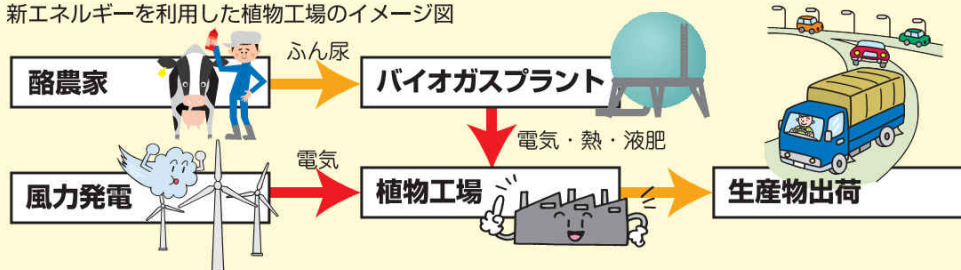 新エネルギーを利用した植物工場のイメージ図
酪農家
ふん尿
バイオガスプラント
電気・熱・液肥
風力発電
電気
植物工場
生産物出荷